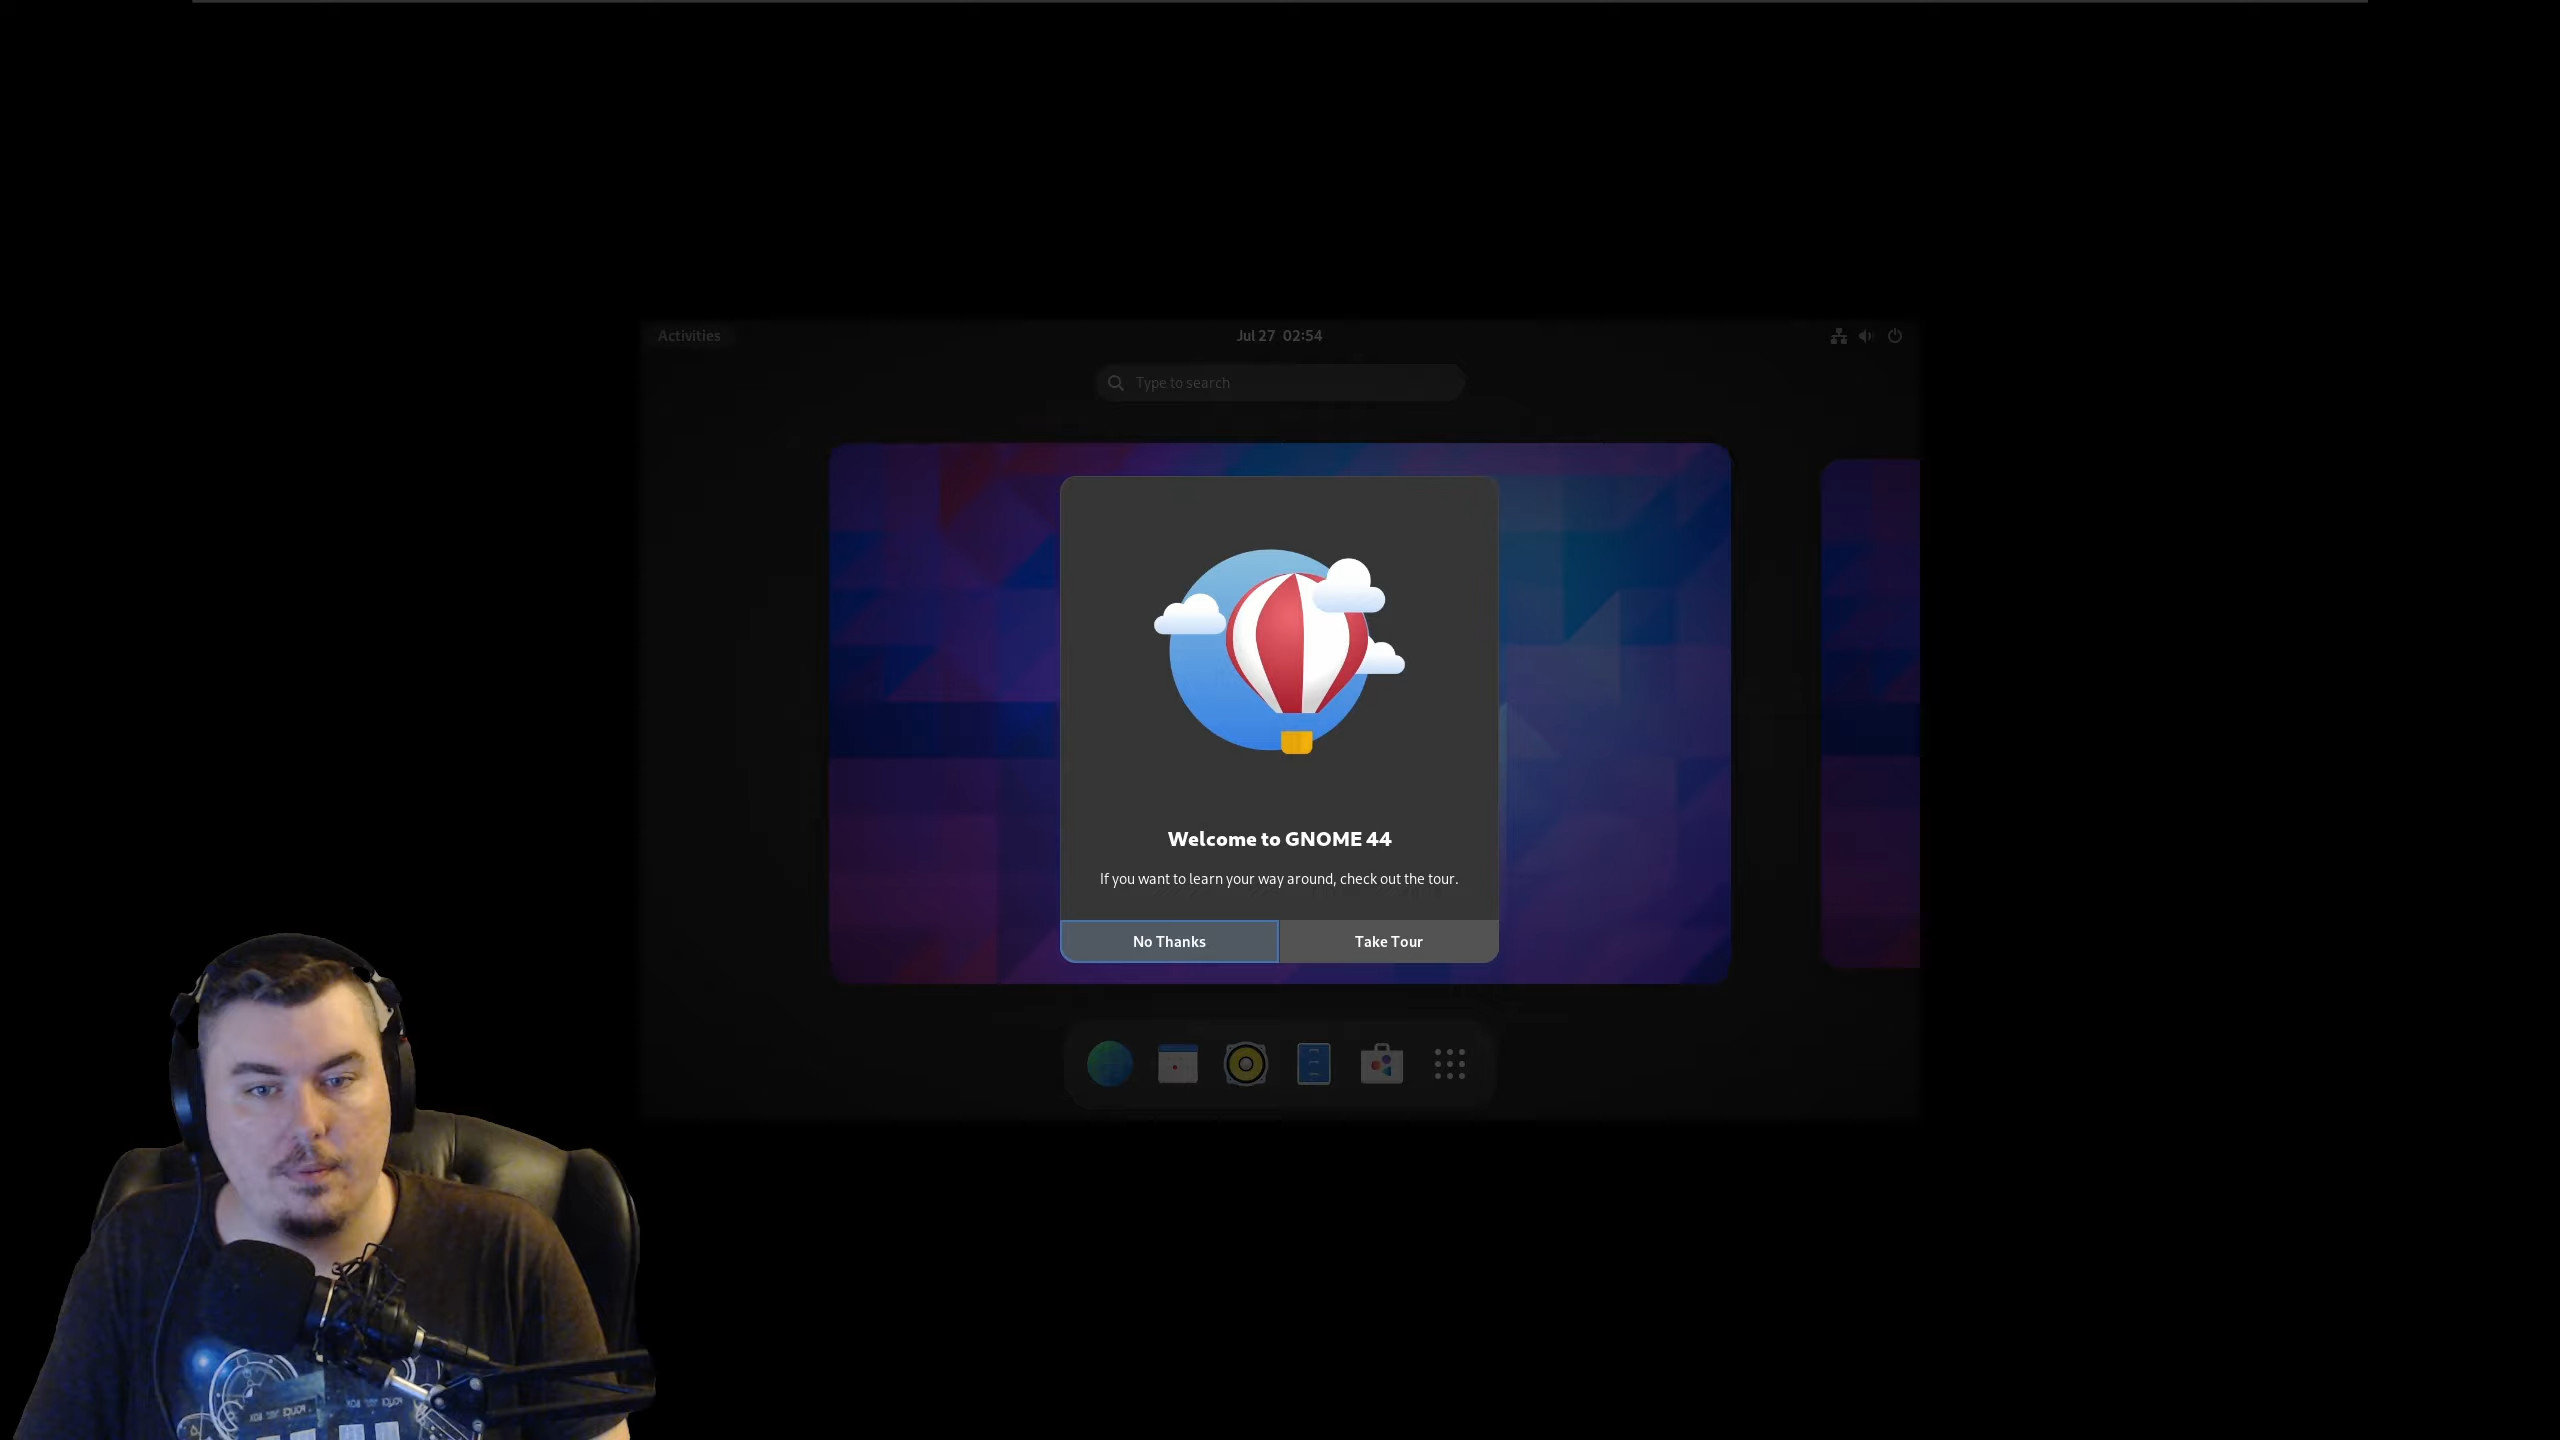 Activities
Jul 27 02:54
Type to search
Welcome to GNOME 44
If you want to learn your way around, check out the tour.
No Thanks
Take Tour